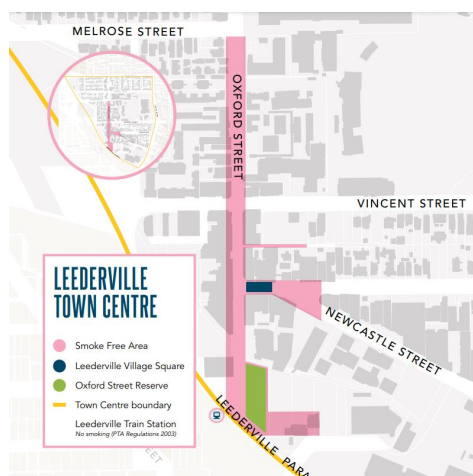 MELROSE STREET
OXFORD STREET
VINCENT STREET
LEEDERVILLE
TOWN CENTRE
Smoke Free Area
Leederville Village Square
Oxford Street Reserve
Town Centre boundary
Leederville Train Station
No smoking (PTA Regulations 2003)
NEWCASTLE STREET
LEEDERVILLE PARA